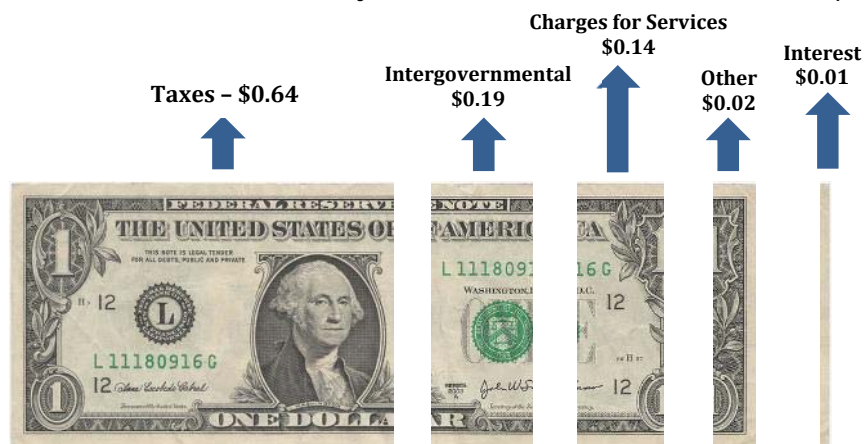 Charges for Services
$0.14
Interest
$0.01
Intergovernmental
$0.19
Other
$0.02
Taxes – $0.64
FEDERAL RESERVE NOTE
THE UNITED STATES OF AMERICA
THIS NOTE IS LEGAL TENDER
FOR ALL DEBTS, PUBLIC AND PRIVATE
L 1118091 16 G
WASHINGTON, D.C.
12
12
L
L 11180916 G
12
12
SERIES
2003
A
1
1
ONE DOLLAR